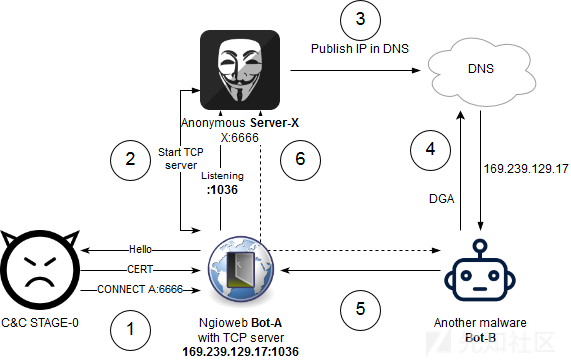 3
Publish IP in DNS
DNS
Anonymous Server-X
X:6666
2
Start TCP
server
Listening
:1036
6
4
169.239.129.17
DGA
Hello
CERT
CONNECT A:6666
C&C STAGE-0
1
Ngioweb Bot-A
with TCP server
169.239.129.17:1036
5
Another malware
Bot-B
先知社区